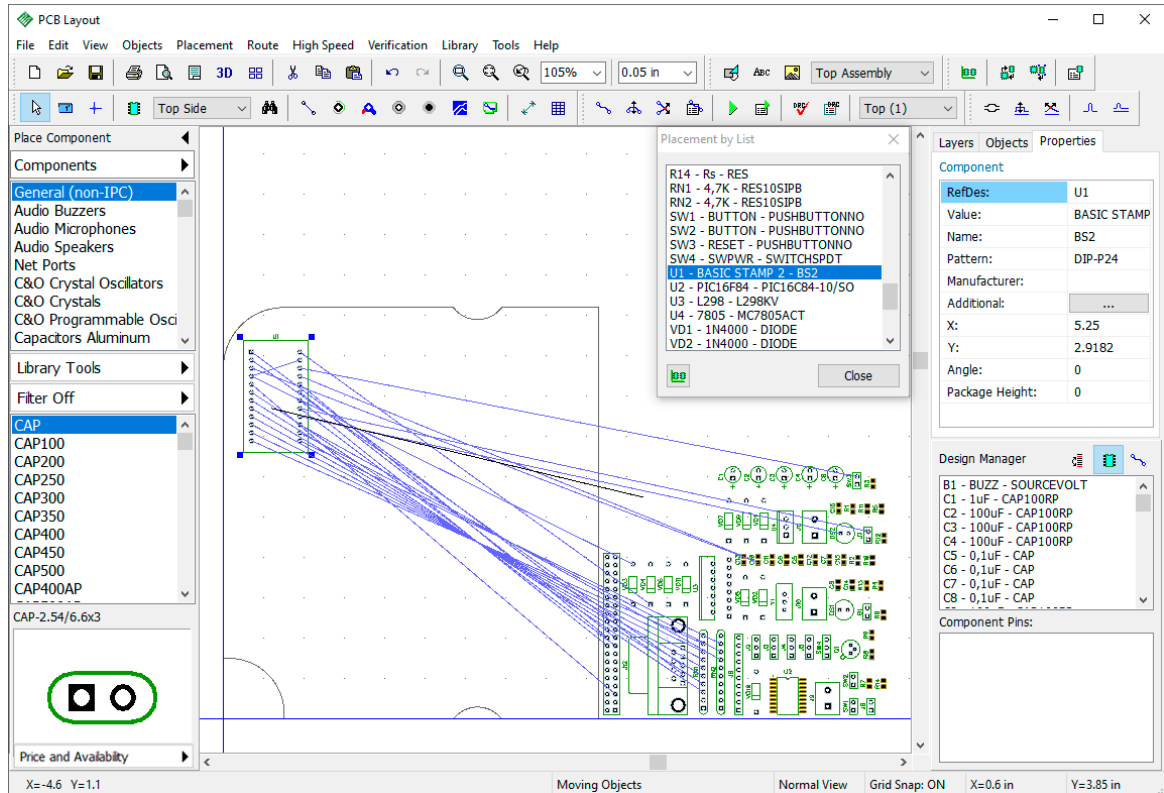 PCB Layout
File Edit View Objects Placement Route High Speed Verification Library Tools Help
3D 105% 0.05 in ABC Top Assembly
Top Side DRC DRC Top (1)
Place Component
Components
General (non-IPC)
Audio Buzzers
Audio Microphones
Audio Speakers
Net Ports
C&O Crystal Oscillators
C&O Crystals
C&O Programmable Osci
Capacitors Aluminum
Library Tools
Filter Off
CAP
CAP100
CAP200
CAP250
CAP300
CAP350
CAP400
CAP450
CAP500
CAP400AP
CAP-2.54/6.6x3
Price and Availability
U1
U2
Placement by List
R14 - Rs - RES
RN1 - 4,7K - RES10SIPB
RN2 - 4,7K - RES10SIPB
SW1 - BUTTON - PUSHBUTTONNO
SW2 - BUTTON - PUSHBUTTONNO
SW3 - RESET - PUSHBUTTONNO
SW4 - SWPWR - SWITCHSPDT
U1 - BASIC STAMP 2 - BS2
U2 - PIC16F84 - PIC16C84-10/SO
U3 - L298 - L298KV
U4 - 7805 - MC7805ACT
VD1 - 1N4000 - DIODE
VD2 - 1N4000 - DIODE
Close
Layers Objects Properties
Component
RefDes: U1
Value: BASIC STAMP
Name: BS2
Pattern: DIP-P24
Manufacturer:
Additional: ...
X: 5.25
Y: 2.9182
Angle: 0
Package Height: 0
Design Manager
B1 - BUZZ - SOURCEVOLT
C1 - 1uF - CAP100RP
C2 - 100uF - CAP100RP
C3 - 100uF - CAP100RP
C4 - 100uF - CAP100RP
C5 - 0,1uF - CAP
C6 - 0,1uF - CAP
C7 - 0,1uF - CAP
C8 - 0,1uF - CAP
Component Pins:
X=-4.6 Y=1.1 Moving Objects Normal View Grid Snap: ON X=0.6 in Y=3.85 in